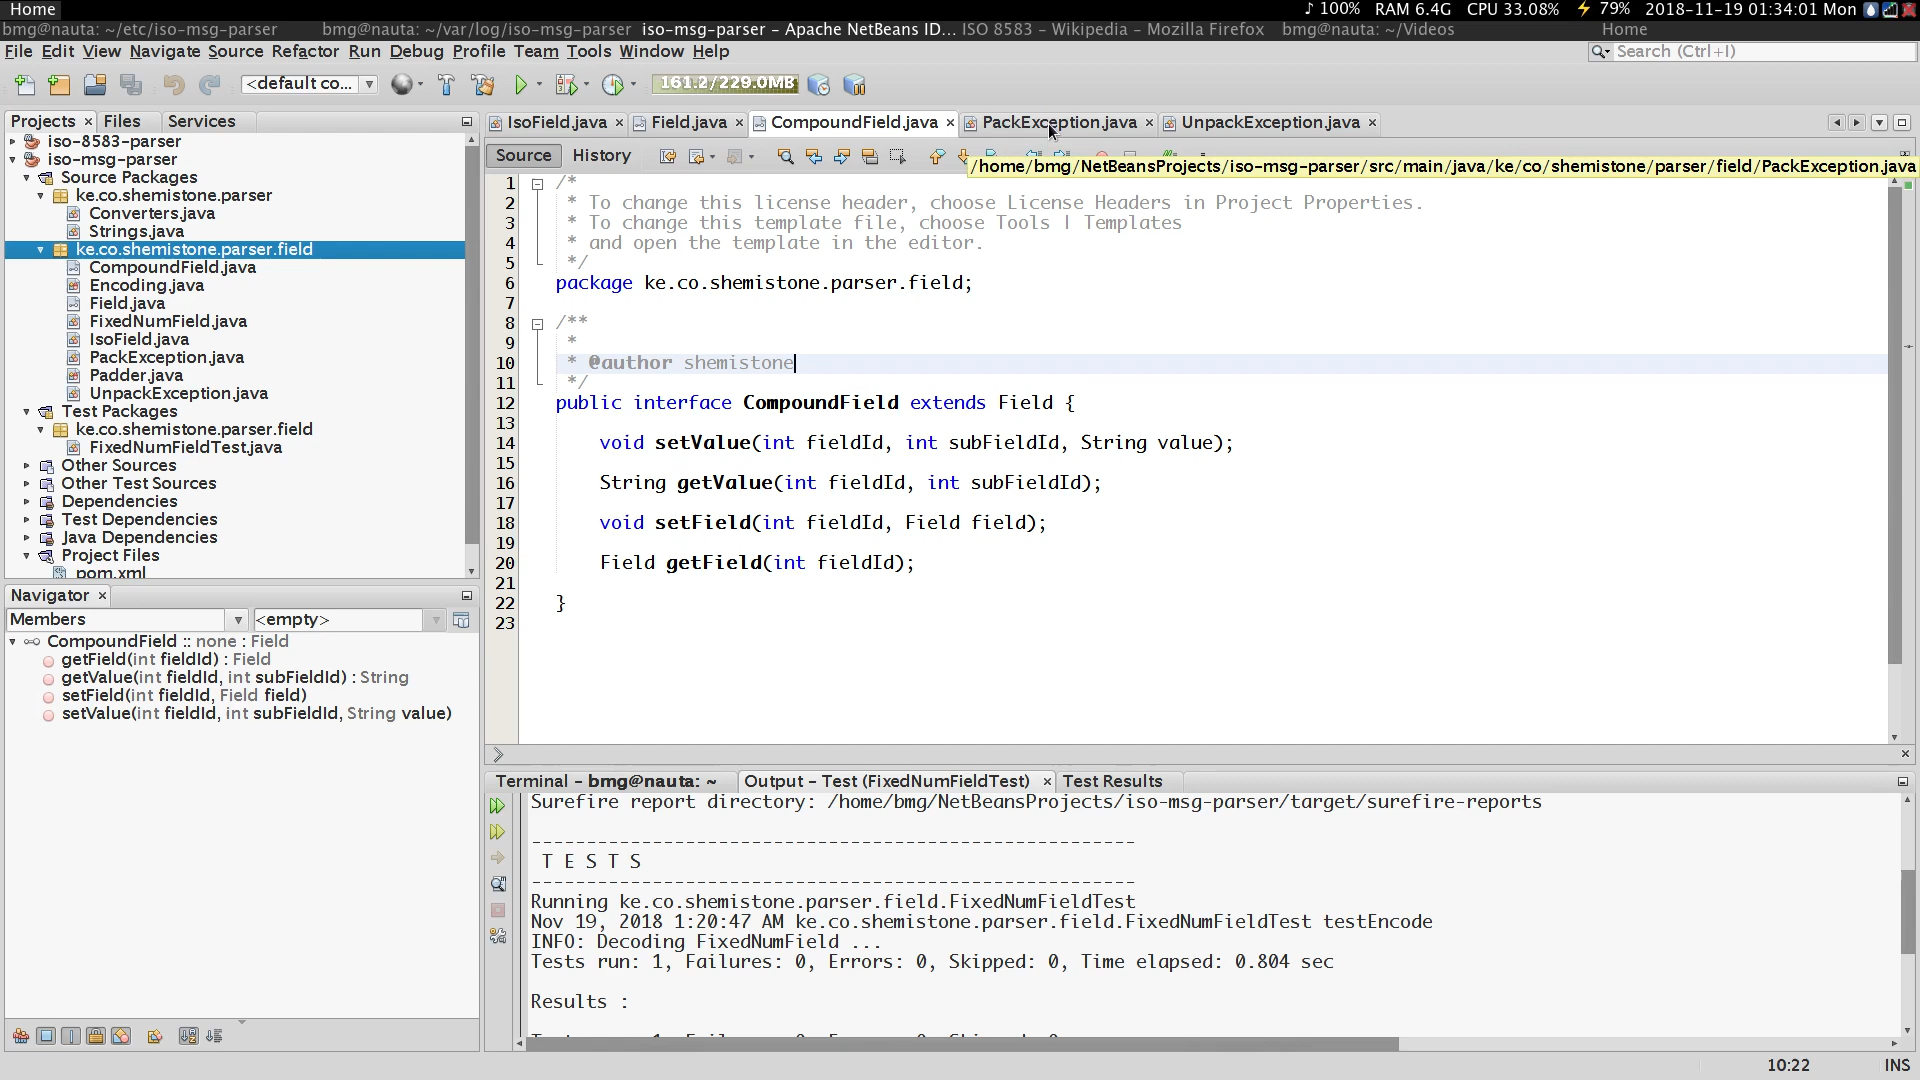 Home
♪ 100% RAM 6.4G CPU 33.08% ⚡ 79% 2018-11-19 01:34:01 Mon
bmg@nauta: ~/etc/iso-msg-parser bmg@nauta: ~/var/log/iso-msg-parser iso-msg-parser - Apache NetBeans ID... ISO 8583 - Wikipedia - Mozilla Firefox bmg@nauta: ~/Videos Home
File Edit View Navigate Source Refactor Run Debug Profile Team Tools Window Help
Search (Ctrl+I)
<default co...
161.2/229.0MB
Projects × Files Services
iso-8583-parser
iso-msg-parser
Source Packages
ke.co.shemistone.parser
Converters.java
Strings.java
ke.co.shemistone.parser.field
CompoundField.java
Encoding.java
Field.java
FixedNumField.java
IsoField.java
PackException.java
Padder.java
UnpackException.java
Test Packages
ke.co.shemistone.parser.field
FixedNumFieldTest.java
Other Sources
Other Test Sources
Dependencies
Test Dependencies
Java Dependencies
Project Files
pom.xml
Navigator ×
Members <empty>
CompoundField :: none : Field
getField(int fieldId) : Field
getValue(int fieldId, int subFieldId) : String
setField(int fieldId, Field field)
setValue(int fieldId, int subFieldId, String value)
IsoField.java × Field.java × CompoundField.java × PackException.java × UnpackException.java ×
Source History
/home/bmg/NetBeansProjects/iso-msg-parser/src/main/java/ke/co/shemistone/parser/field/PackException.java
1 /*
2 * To change this license header, choose License Headers in Project Properties.
3 * To change this template file, choose Tools | Templates
4 * and open the template in the editor.
5 */
6 package ke.co.shemistone.parser.field;
7
8 /**
9 *
10 * @author shemistone
11 */
12 public interface CompoundField extends Field {
13
14 void setValue(int fieldId, int subFieldId, String value);
15
16 String getValue(int fieldId, int subFieldId);
17
18 void setField(int fieldId, Field field);
19
20 Field getField(int fieldId);
21
22 }
23
Terminal - bmg@nauta: ~ Output - Test (FixedNumFieldTest) × Test Results
Surefire report directory: /home/bmg/NetBeansProjects/iso-msg-parser/target/surefire-reports
-------------------------------------------------------
T E S T S
-------------------------------------------------------
Running ke.co.shemistone.parser.field.FixedNumFieldTest
Nov 19, 2018 1:20:47 AM ke.co.shemistone.parser.field.FixedNumFieldTest testEncode
INFO: Decoding FixedNumField ...
Tests run: 1, Failures: 0, Errors: 0, Skipped: 0, Time elapsed: 0.804 sec
Results :
10:22 INS